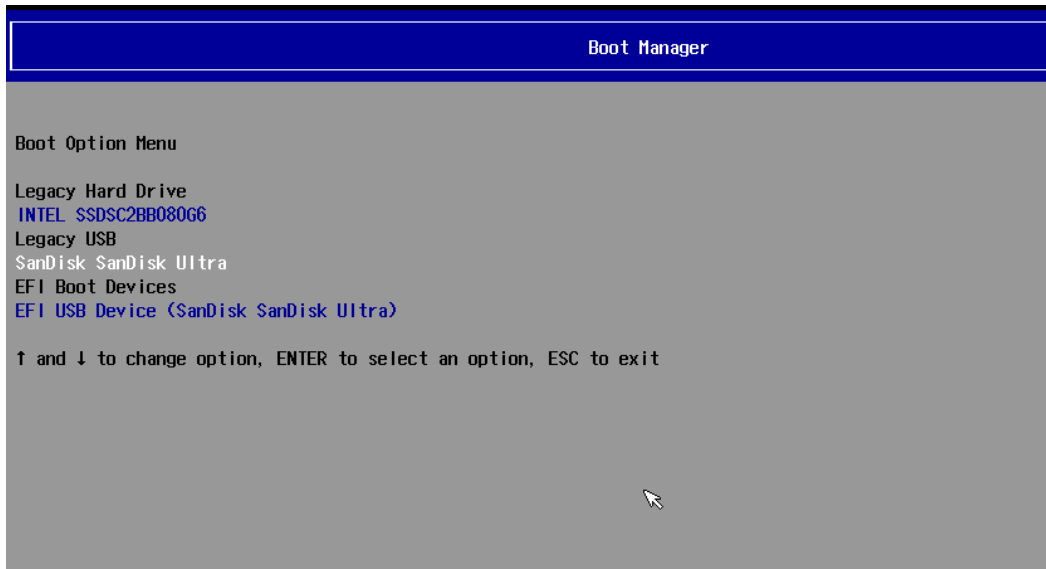 Boot Manager
Boot Option Menu
Legacy Hard Drive
INTEL SSDSC2BB080G6
Legacy USB
SanDisk SanDisk Ultra
EFI Boot Devices
EFI USB Device (SanDisk SanDisk Ultra)
↑ and ↓ to change option, ENTER to select an option, ESC to exit